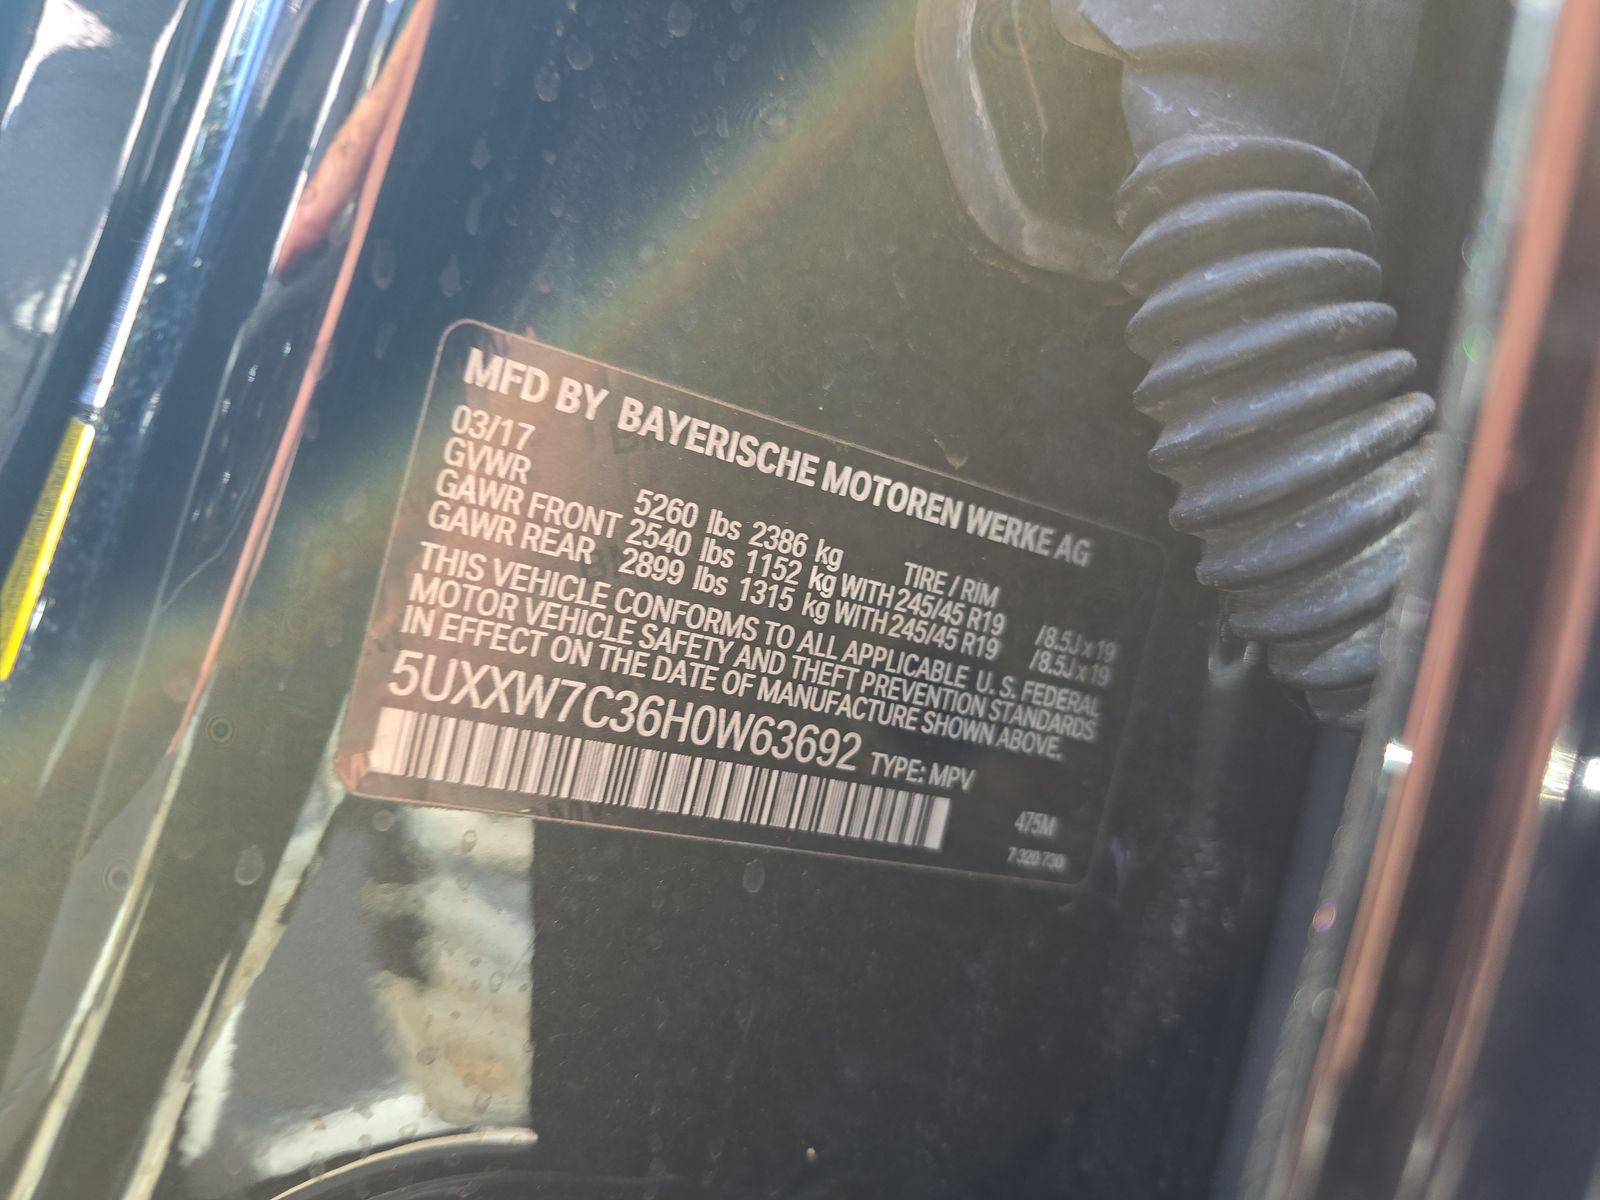 MFD BY BAYERISCHE MOTOREN WERKE AG
03/17
GVWR 5260 lbs 2386 kg TIRE / RIM
GAWR FRONT 2540 lbs 1152 kg WITH 245/45 R19 /8.5J x 19
GAWR REAR 2899 lbs 1315 kg WITH 245/45 R19 /8.5J x 19
THIS VEHICLE CONFORMS TO ALL APPLICABLE U. S. FEDERAL
MOTOR VEHICLE SAFETY AND THEFT PREVENTION STANDARDS
IN EFFECT ON THE DATE OF MANUFACTURE SHOWN ABOVE.
5UXXW7C36H0W63692 TYPE: MPV
475M
7 320 730